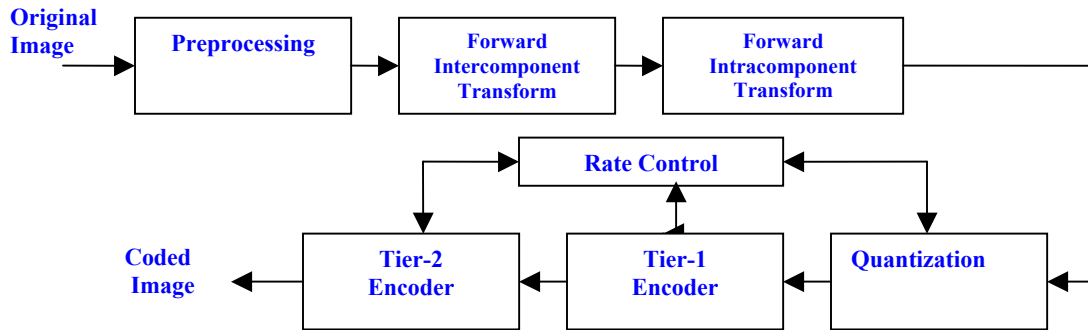 Original
Image
Preprocessing
Forward
Intercomponent
Transform
Forward
Intracomponent
Transform
Rate Control
Coded
Image
Tier-2
Encoder
Tier-1
Encoder
Quantization